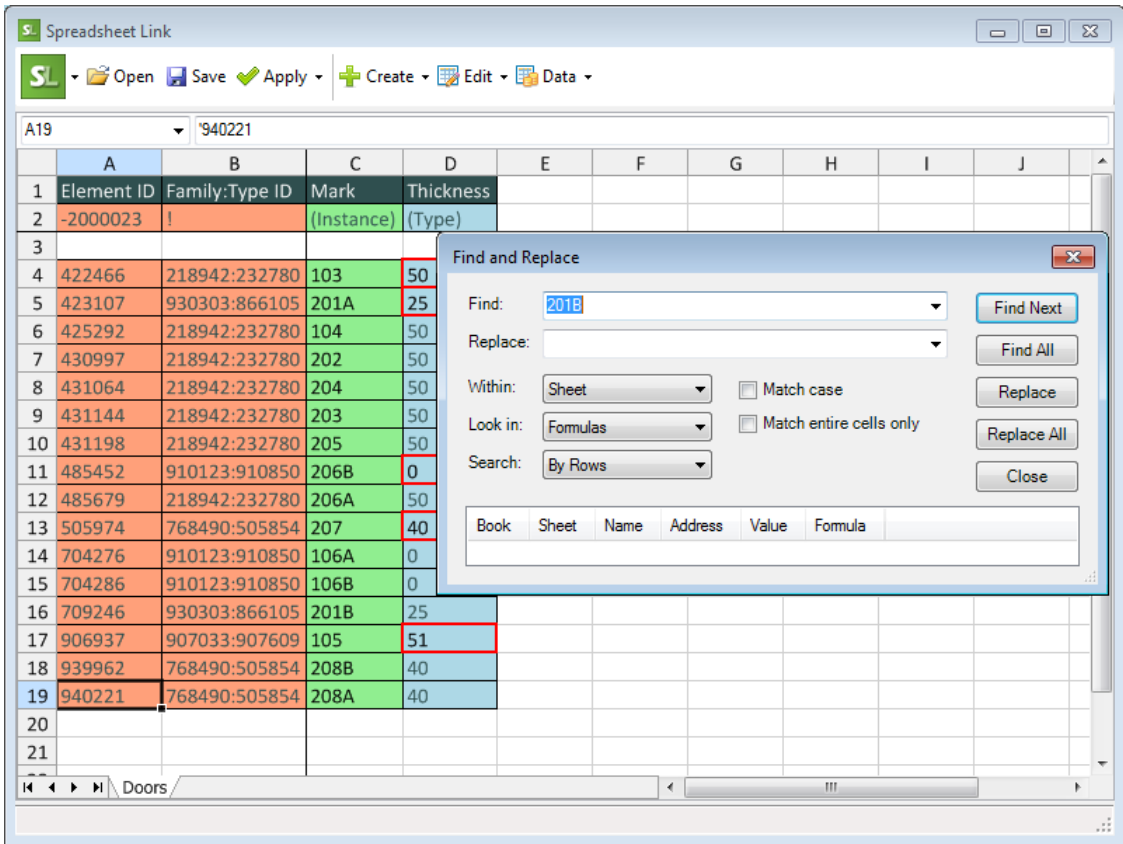 SL Spreadsheet Link
SL Open Save Apply Create Edit Data
A19 '940221
A B C D E F G H I J
1 Element ID Family:Type ID Mark Thickness
2 -2000023 ! (Instance) (Type)
3
4 422466 218942:232780 103 50
5 423107 930303:866105 201A 25
6 425292 218942:232780 104 50
7 430997 218942:232780 202 50
8 431064 218942:232780 204 50
9 431144 218942:232780 203 50
10 431198 218942:232780 205 50
11 485452 910123:910850 206B 0
12 485679 218942:232780 206A 50
13 505974 768490:505854 207 40
14 704276 910123:910850 106A 0
15 704286 910123:910850 106B 0
16 709246 930303:866105 201B 25
17 906937 907033:907609 105 51
18 939962 768490:505854 208B 40
19 940221 768490:505854 208A 40
20
21
Doors
Find and Replace
Find: 201B Find Next
Replace: Find All
Within: Sheet Match case Replace
Look in: Formulas Match entire cells only Replace All
Search: By Rows Close
Book Sheet Name Address Value Formula